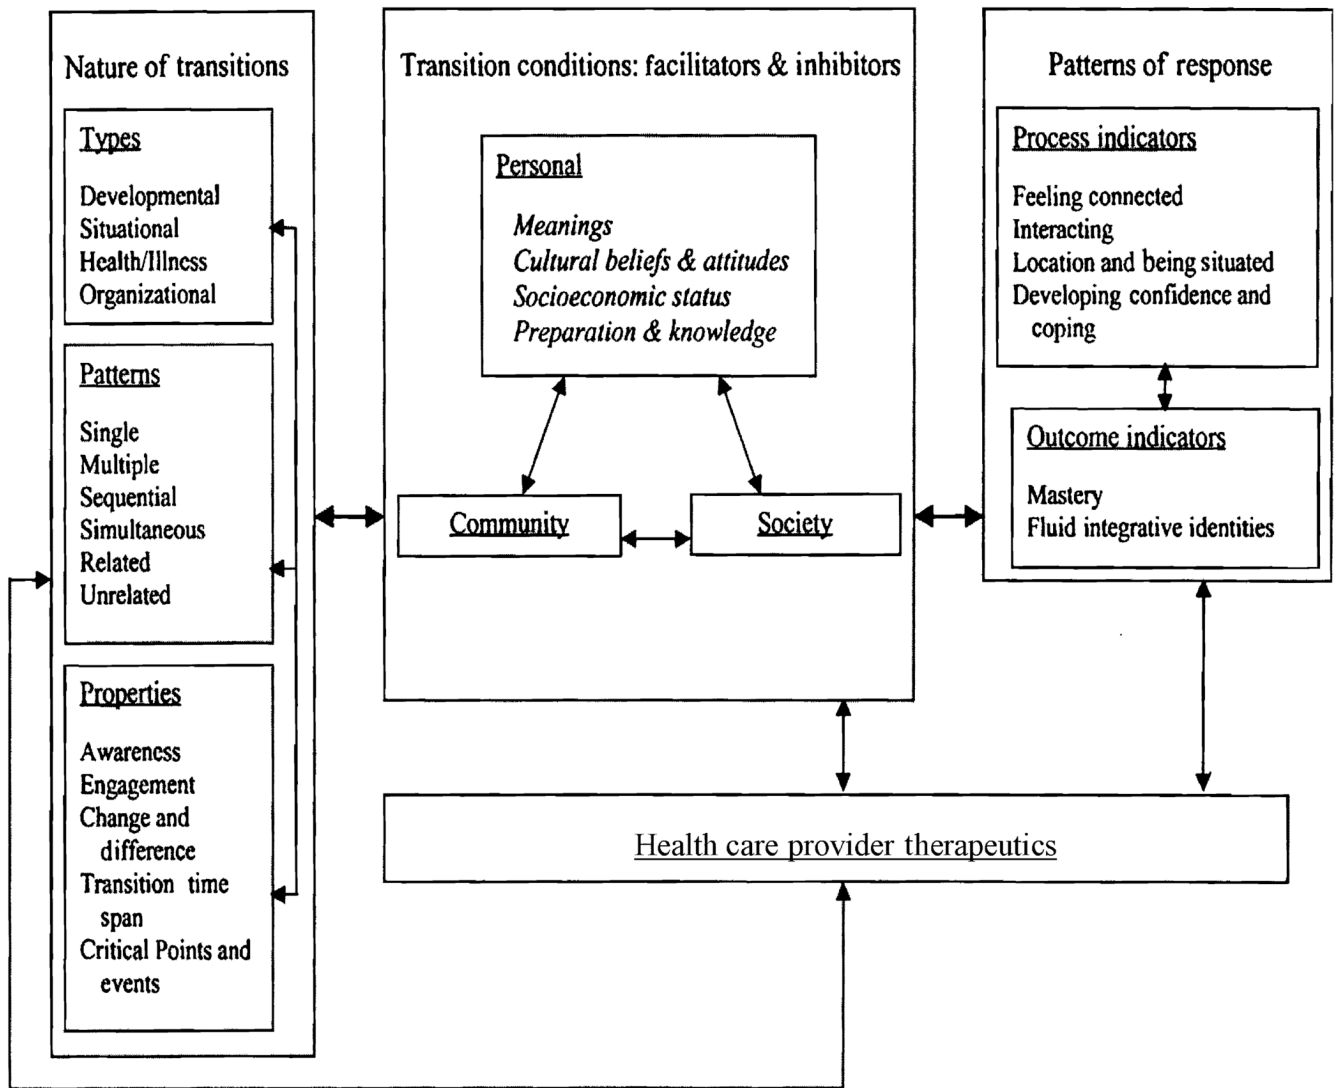 Nature of transitions
Types
Developmental
Situational
Health/Illness
Organizational
Patterns
Single
Multiple
Sequential
Simultaneous
Related
Unrelated
Properties
Awareness
Engagement
Change and
difference
Transition time
span
Critical Points and
events
Transition conditions: facilitators & inhibitors
Personal
Meanings
Cultural beliefs & attitudes
Socioeconomic status
Preparation & knowledge
Community
Society
Patterns of response
Process indicators
Feeling connected
Interacting
Location and being situated
Developing confidence and
coping
Outcome indicators
Mastery
Fluid integrative identities
Health care provider therapeutics